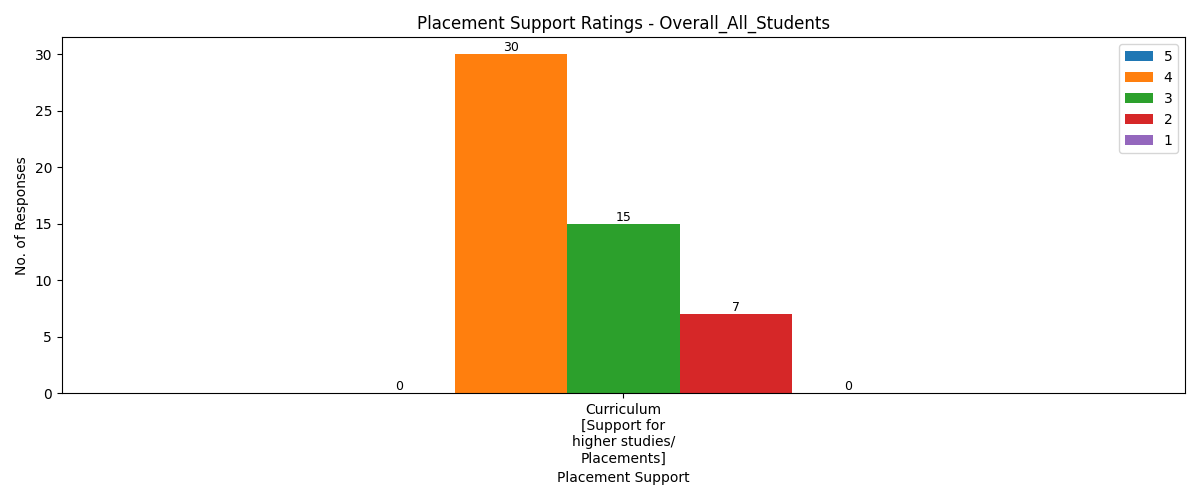 Placement Support Ratings - Overall_All_Students
No. of Responses
30
25
20
15
10
5
0
0
30
15
7
0
5
4
3
2
1
Curriculum
[Support for
higher studies/
Placements]
Placement Support